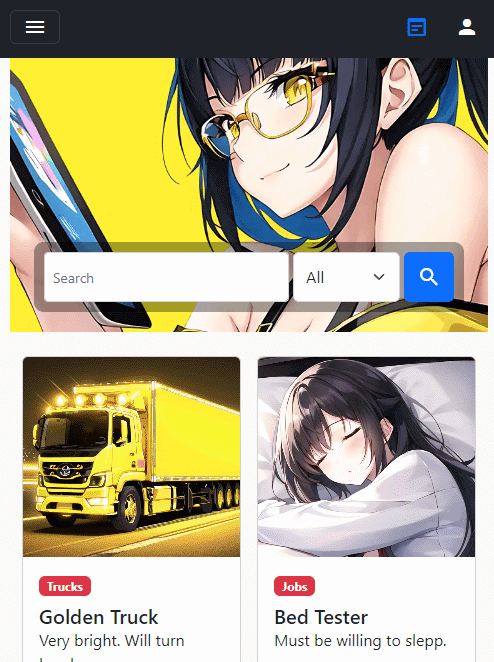 Search
All
Trucks
Jobs
Golden Truck
Bed Tester
Very bright. Will turn
Must be willing to slepp.